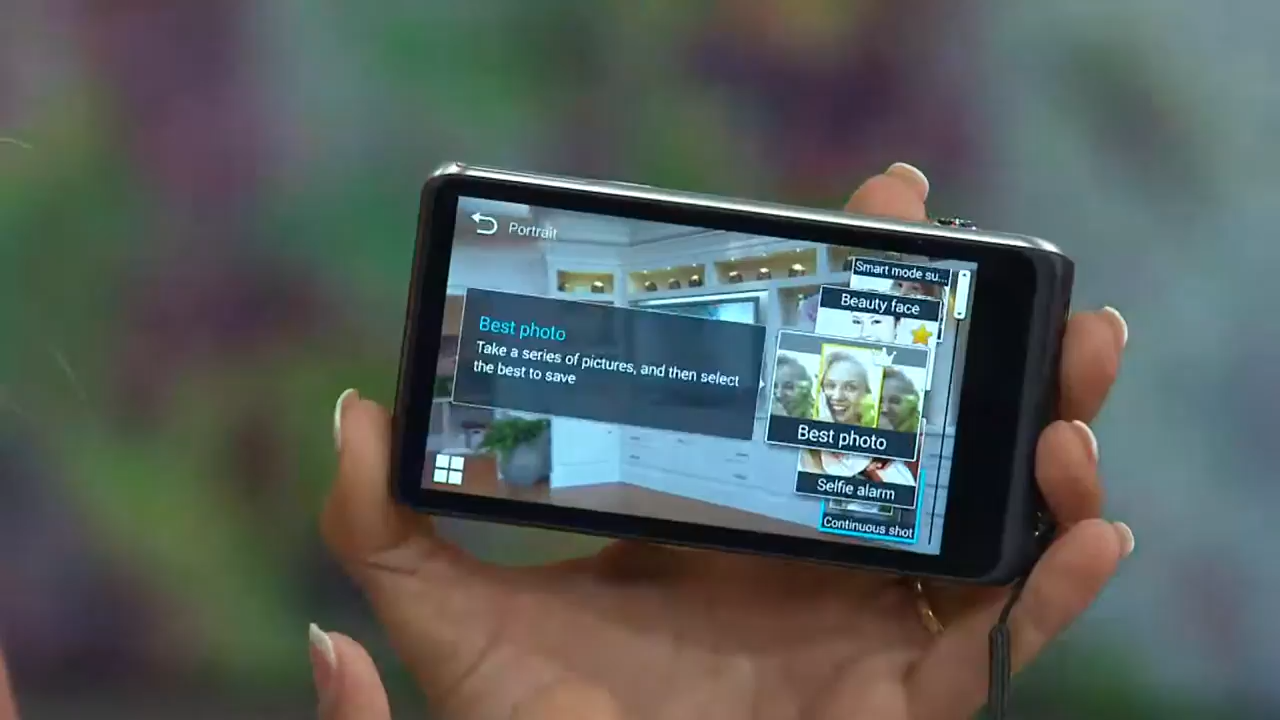 Portrait
Best photo
Take a series of pictures, and then select
the best to save
Smart mode su...
Beauty face
Best photo
Selfie alarm
Continuous shot